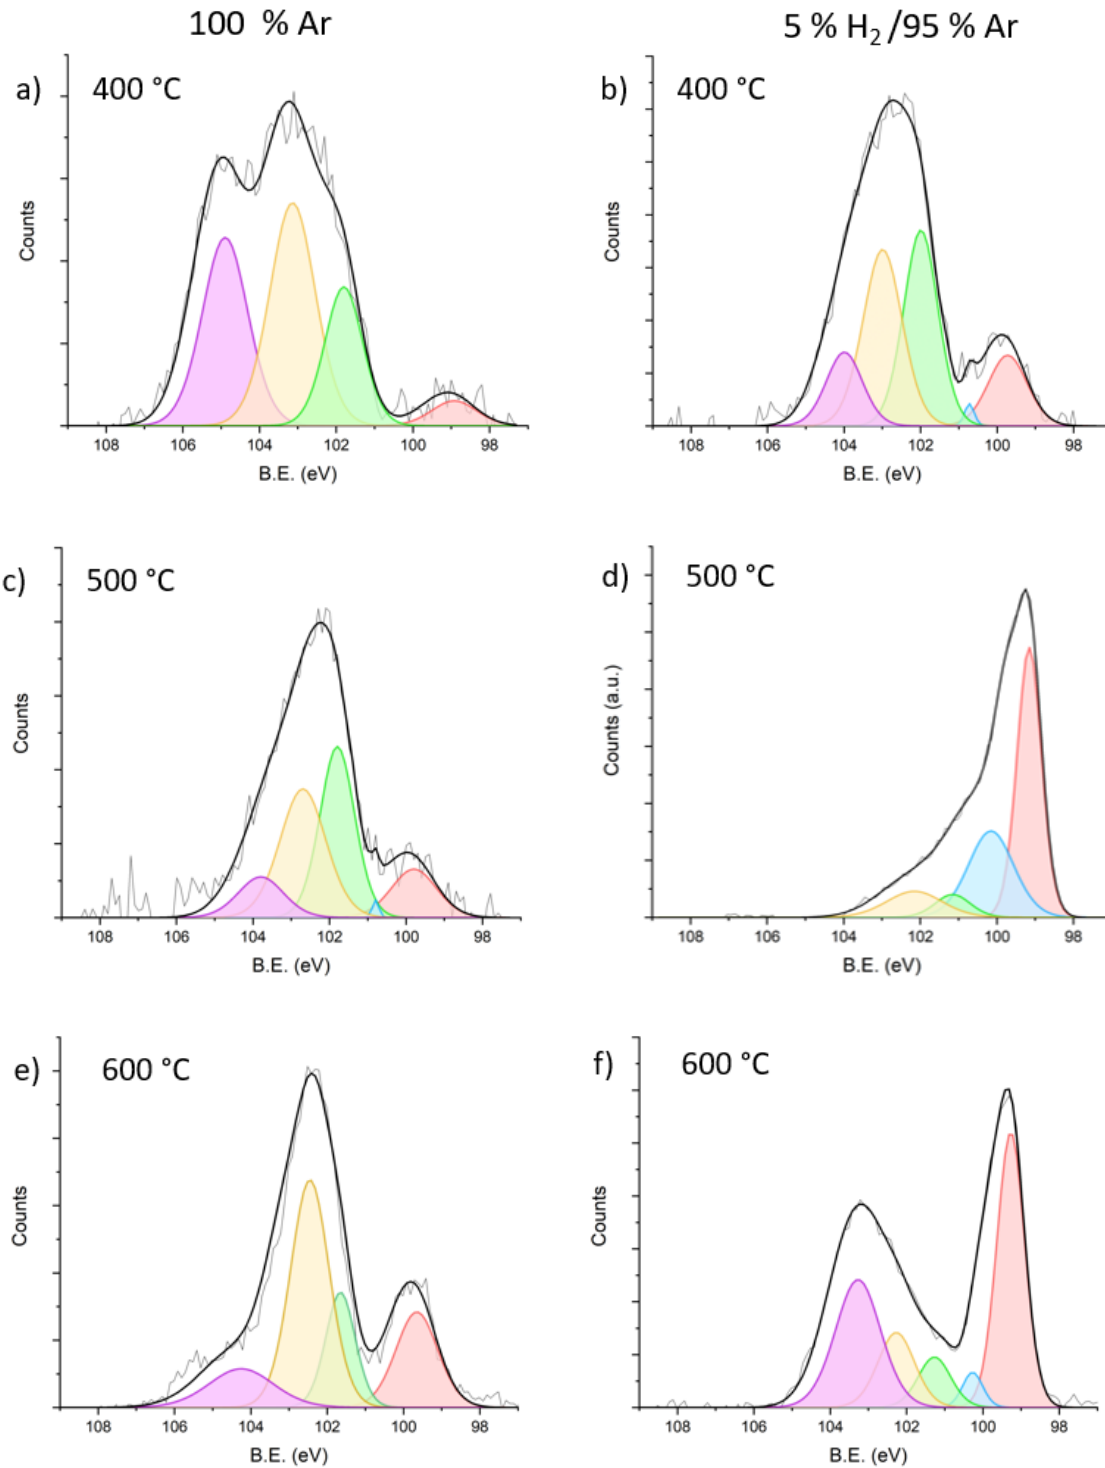 100 % Ar
5 % H₂ /95 % Ar
a)
400 °C
Counts
108 106 104 102 100 98
B.E. (eV)
b)
400 °C
Counts
108 106 104 102 100 98
B.E. (eV)
c)
500 °C
Counts
108 106 104 102 100 98
B.E. (eV)
d)
500 °C
Counts (a.u.)
108 106 104 102 100 98
B.E. (eV)
e)
600 °C
Counts
108 106 104 102 100 98
B.E. (eV)
f)
600 °C
Counts
108 106 104 102 100 98
B.E. (eV)